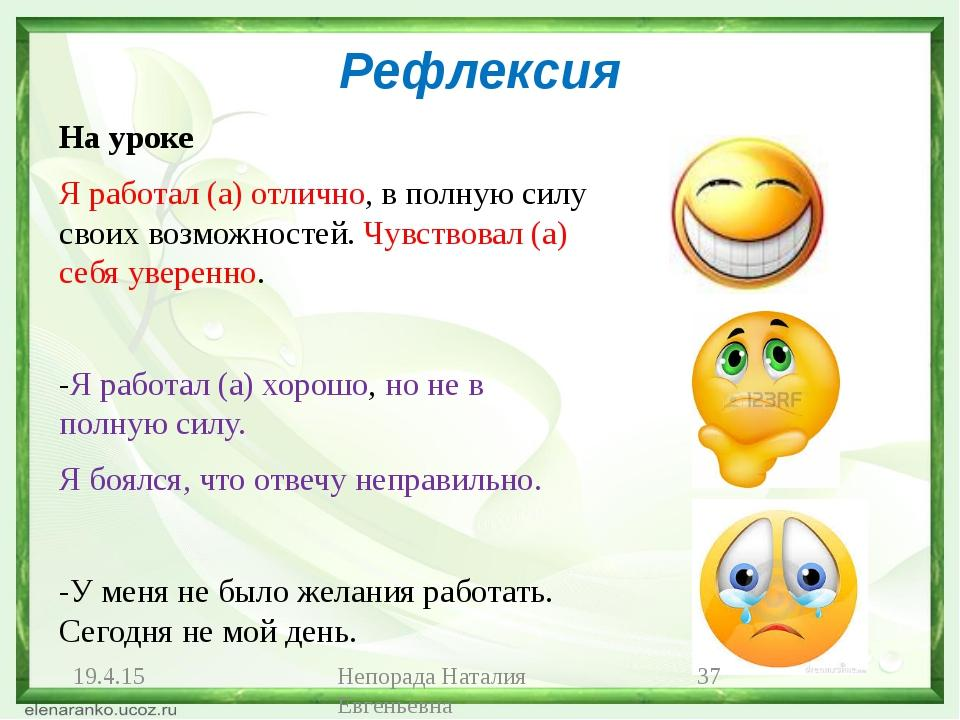 Рефлексия
На уроке
Я работал (а) отлично, в полную силу
своих возможностей. Чувствовал (а)
себя уверенно.
-Я работал (а) хорошо, но не в
полную силу.
Я боялся, что отвечу неправильно.
-У меня не было желания работать.
Сегодня не мой день.
123RF
dreamstime.com
19.4.15
Непорада Наталия
Евгеньевна
37
elenaranko.ucoz.ru